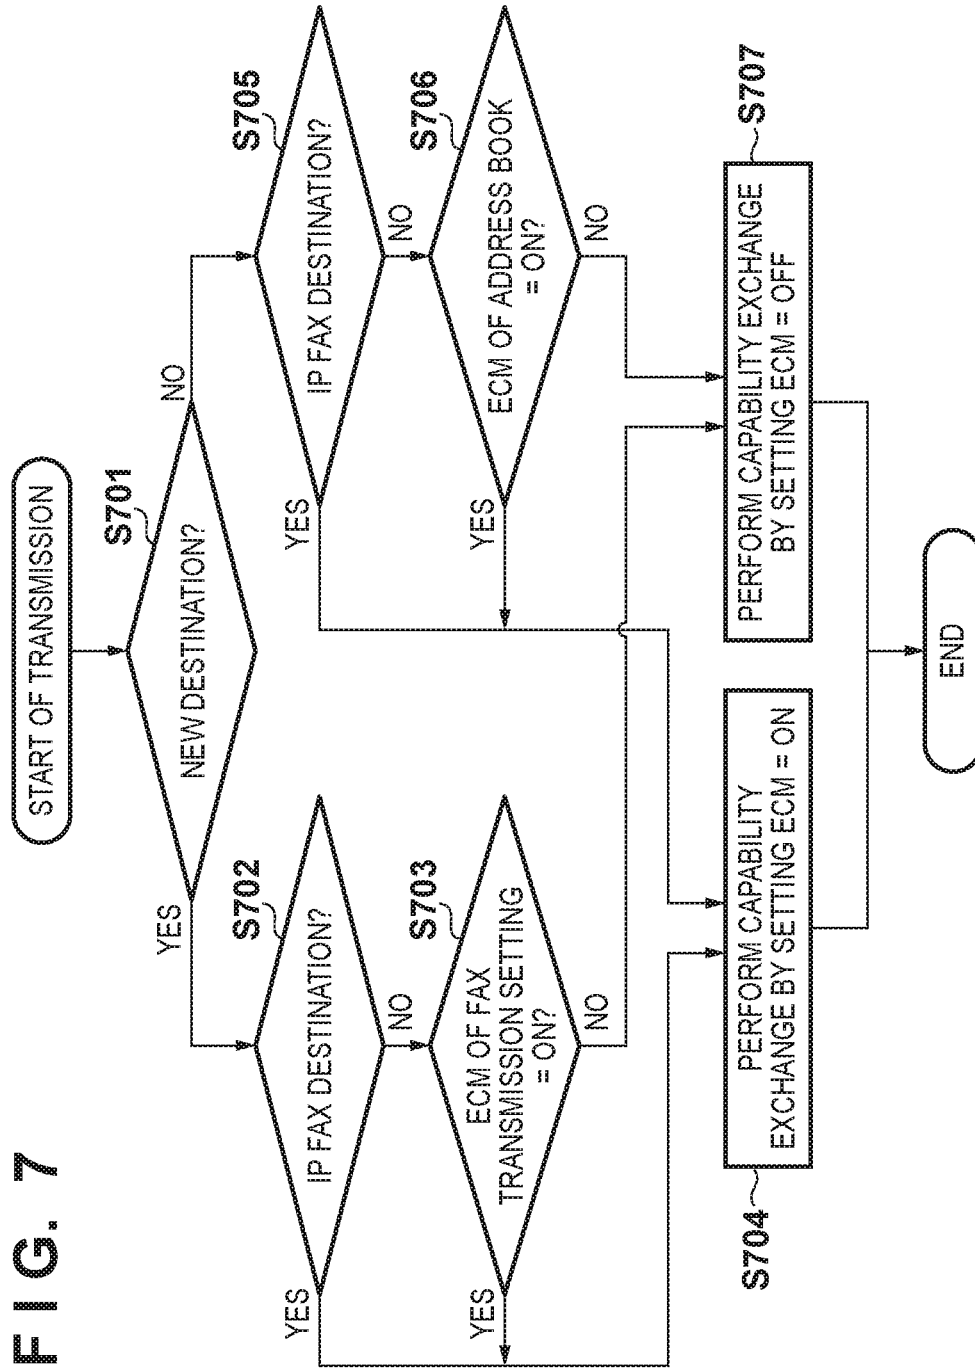 FIG. 7
START OF TRANSMISSION
S701
NEW DESTINATION?
YES
NO
S702
IP FAX DESTINATION?
YES
NO
S703
ECM OF FAX
TRANSMISSION SETTING
= ON?
YES
NO
S705
IP FAX DESTINATION?
YES
NO
S706
ECM OF ADDRESS BOOK
= ON?
YES
NO
S704
PERFORM CAPABILITY
EXCHANGE BY SETTING ECM = ON
S707
PERFORM CAPABILITY EXCHANGE
BY SETTING ECM = OFF
END